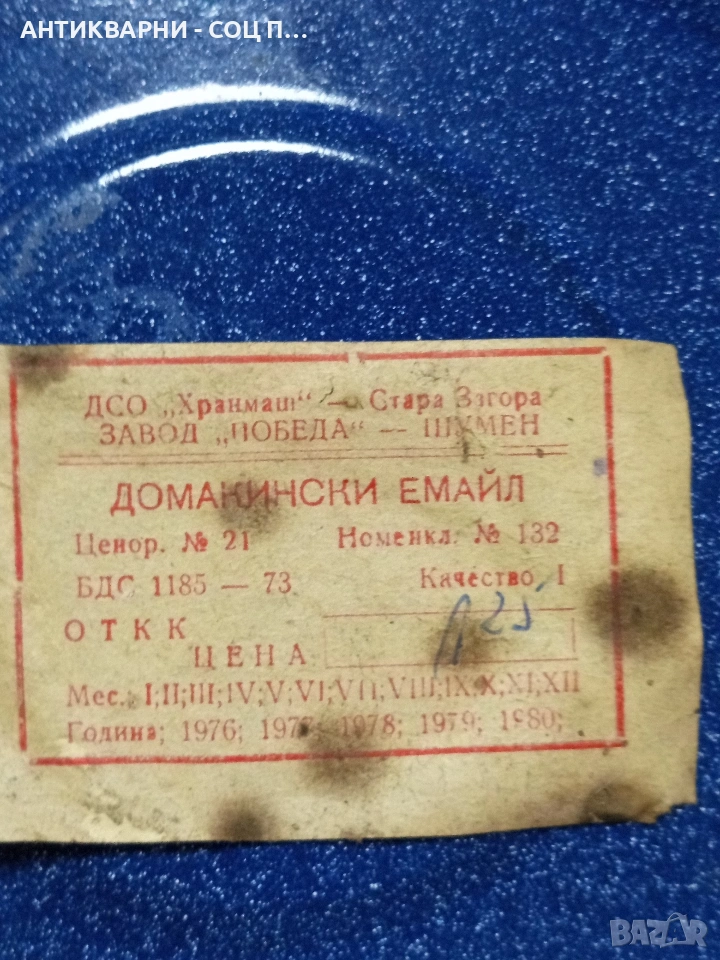 АНТИКВАРНИ - СОЦ П...
ДСО „Хранмаш“ — Стара Загора
ЗАВОД „ПОБЕДА“ — ШУМЕН
ДОМАКИНСКИ ЕМАЙЛ
Ценор. № 21 Номенкл. № 132
БДС 1185 — 73 Качество I
ОТКК
ЦЕНА
Мес.: I;II;III;IV;V;VI;VII;VIII;IX;X;XI;XII
Година; 1976; 1977; 1978; 1979; 1980;
BAZAR